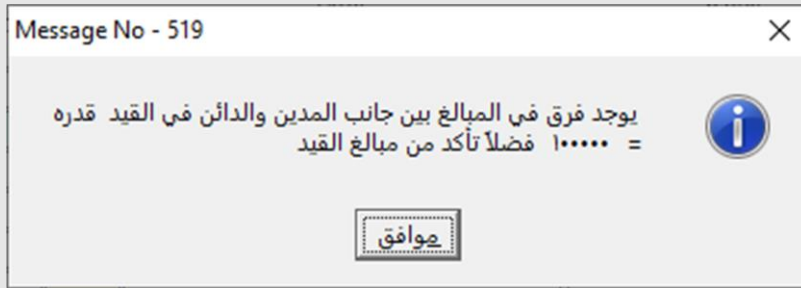 Message No - 519
يوجد فرق في المبالغ بين جانب المدين والدائن في القيد قدره
= ١٠٠٠٠٠ فضلاً تأكد من مبالغ القيد
موافق